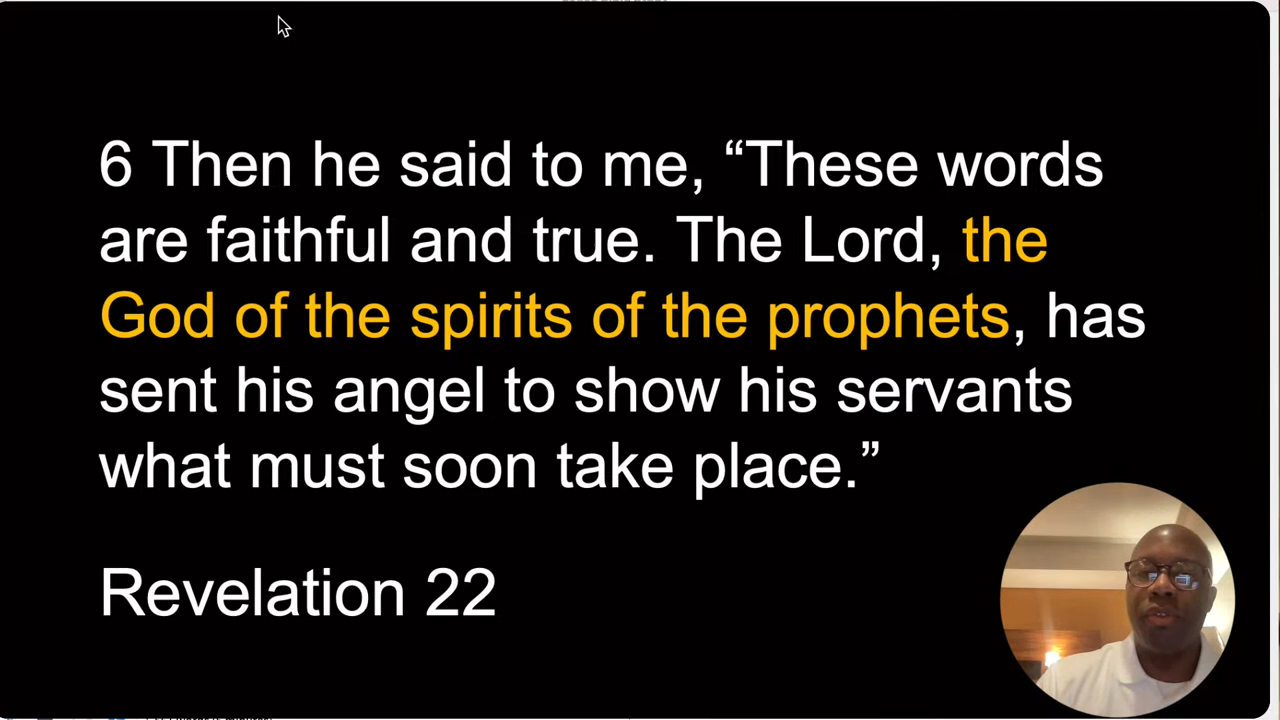 6 Then he said to me, “These words
are faithful and true. The Lord, the
God of the spirits of the prophets, has
sent his angel to show his servants
what must soon take place.”
Revelation 22